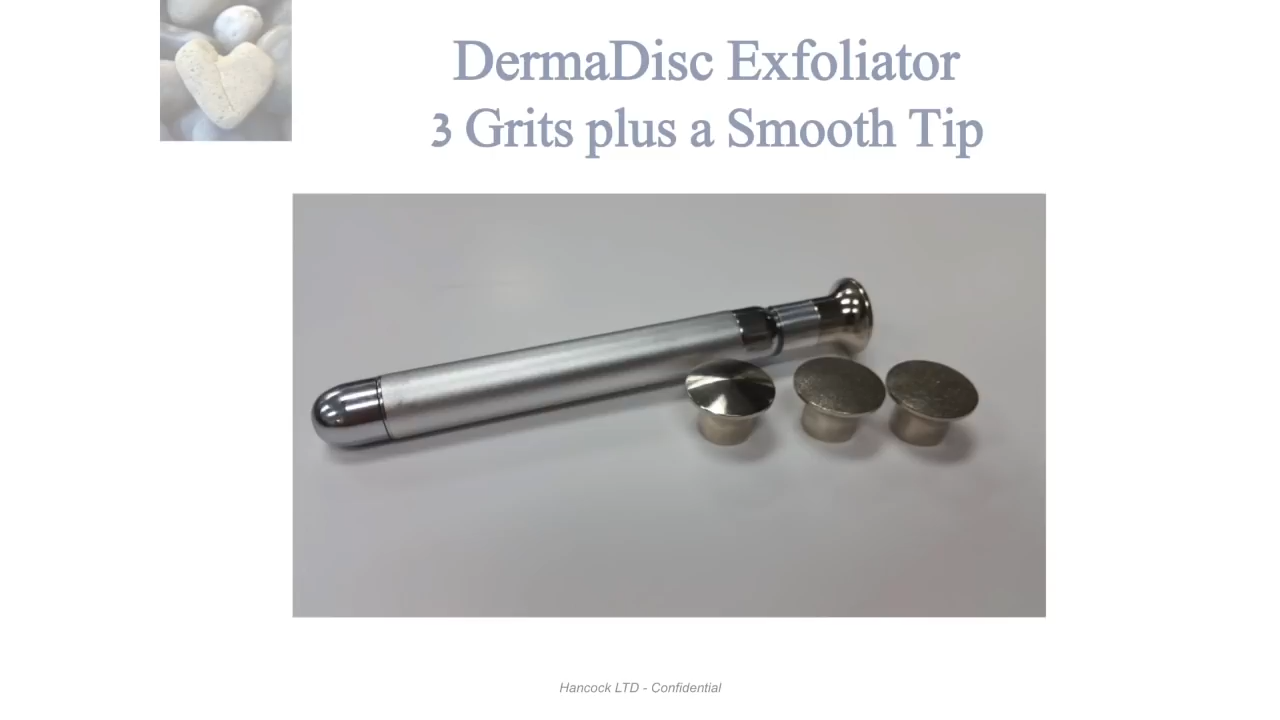 DermaDisc Exfoliator
3 Grits plus a Smooth Tip
Hancock LTD - Confidential